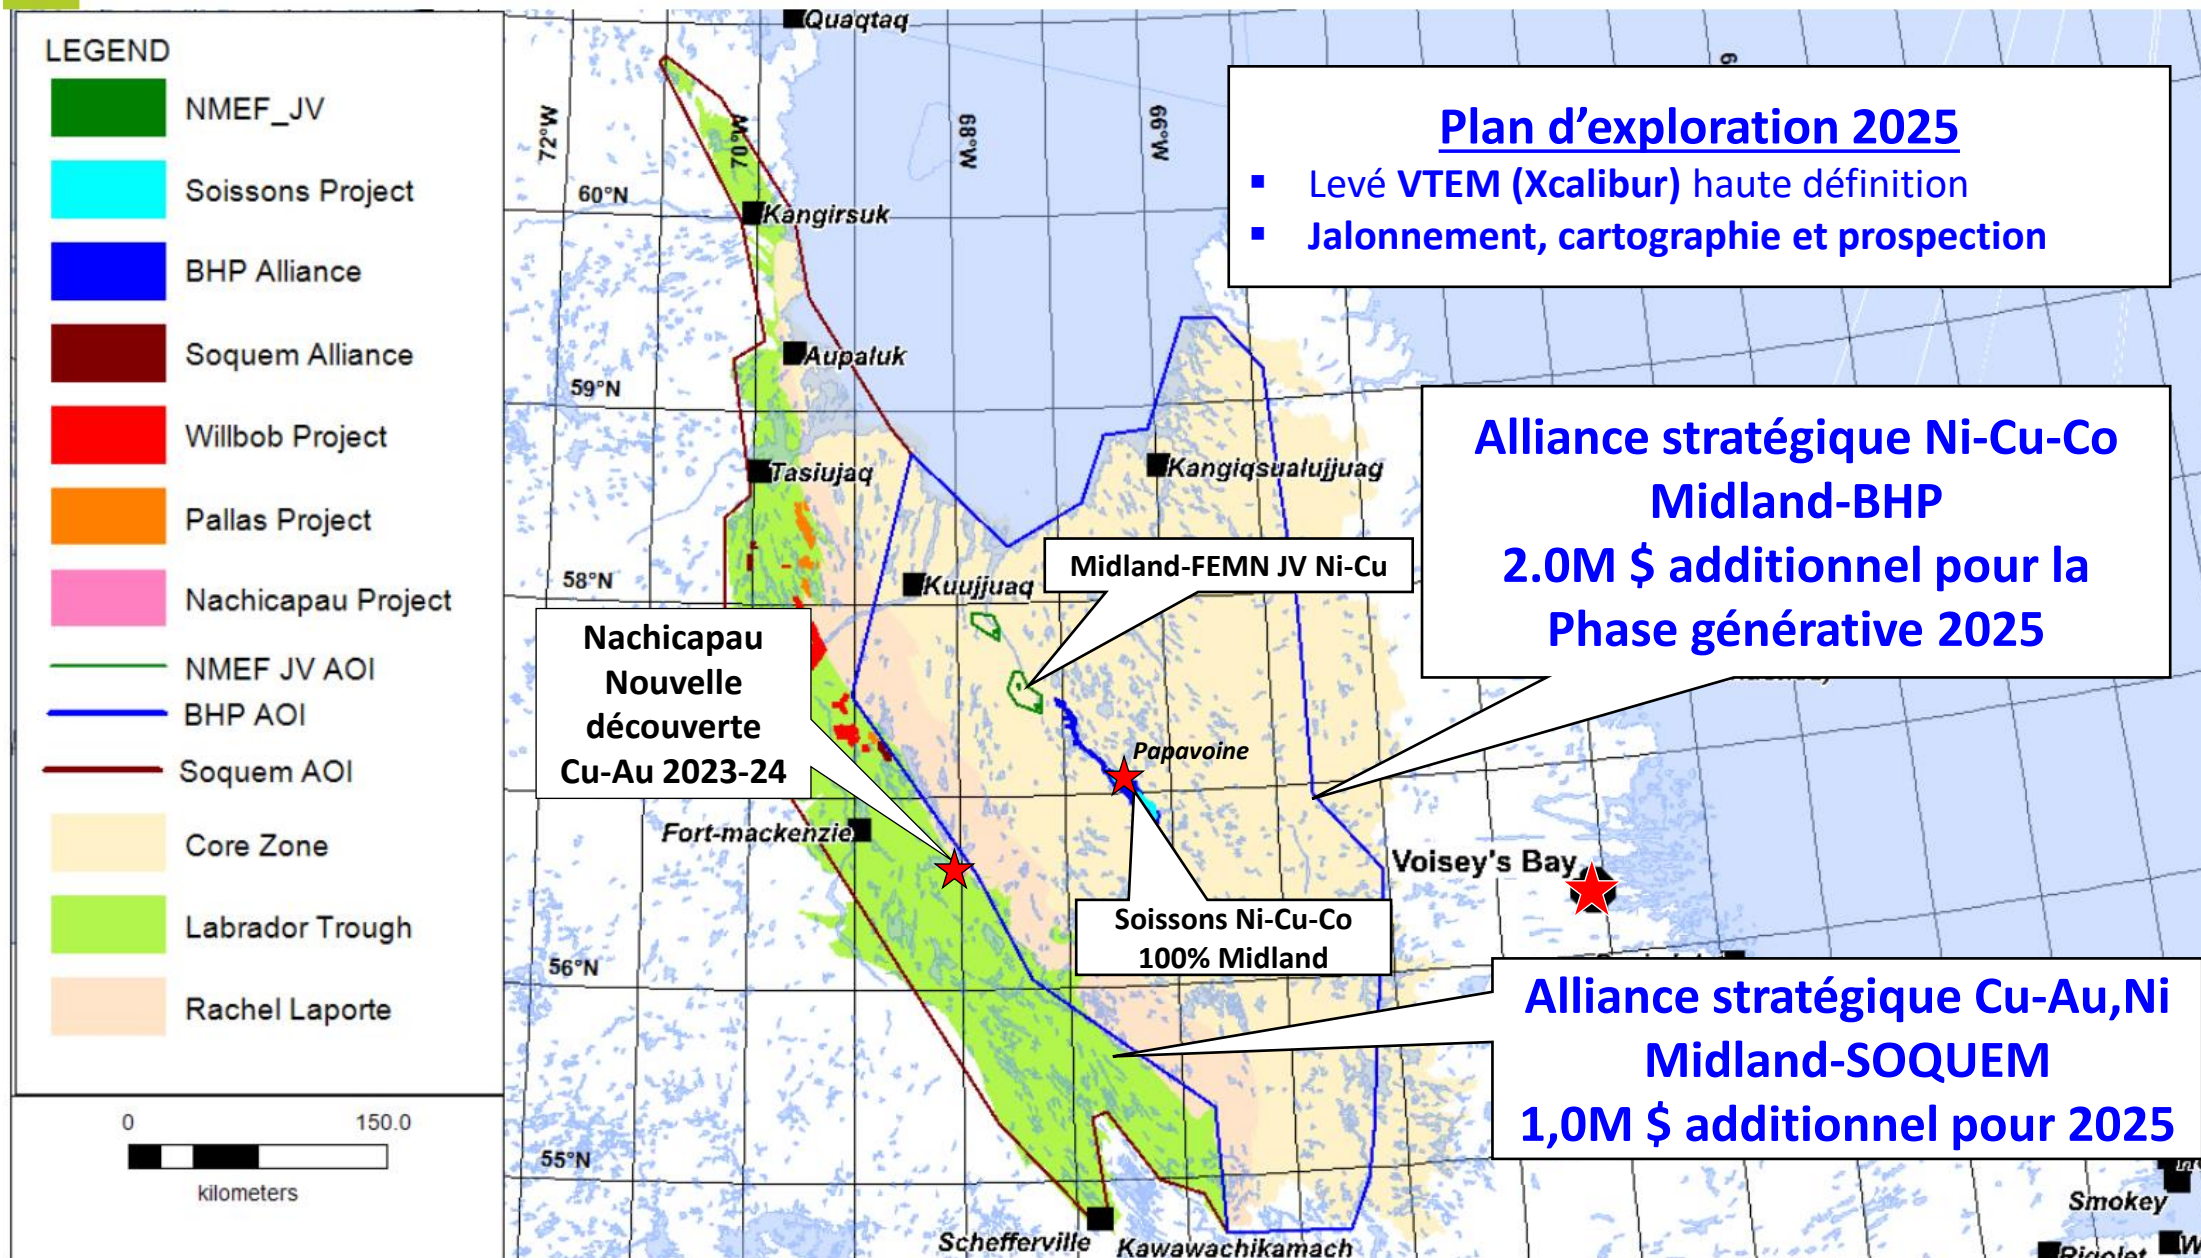 LEGEND
NMEF_JV
Soissons Project
BHP Alliance
Soquem Alliance
Willbob Project
Pallas Project
Nachicapau Project
NMEF JV AOI
BHP AOI
Soquem AOI
Core Zone
Labrador Trough
Rachel Laporte
0 150.0
kilometers
Quaqtaq
72°W
70°W
68°W
66°W
60°N
Kangirsuk
Plan d’exploration 2025
▪ Levé VTEM (Xcalibur) haute définition
▪ Jalonnement, cartographie et prospection
Aupaluk
59°N
Alliance stratégique Ni-Cu-Co
Midland-BHP
2.0M $ additionnel pour la
Phase générative 2025
Tasiujaq
Kangiqsualujjuag
Midland-FEMN JV Ni-Cu
58°N
Kuujjuaq
Nachicapau
Nouvelle
découverte
Cu-Au 2023-24
Papavoine
Fort-mackenzie
Voisey's Bay
Soissons Ni-Cu-Co
100% Midland
56°N
Alliance stratégique Cu-Au,Ni
Midland-SOQUEM
1,0M $ additionnel pour 2025
55°N
Schefferville
Kawawachikamach
Smokey
Rigolet